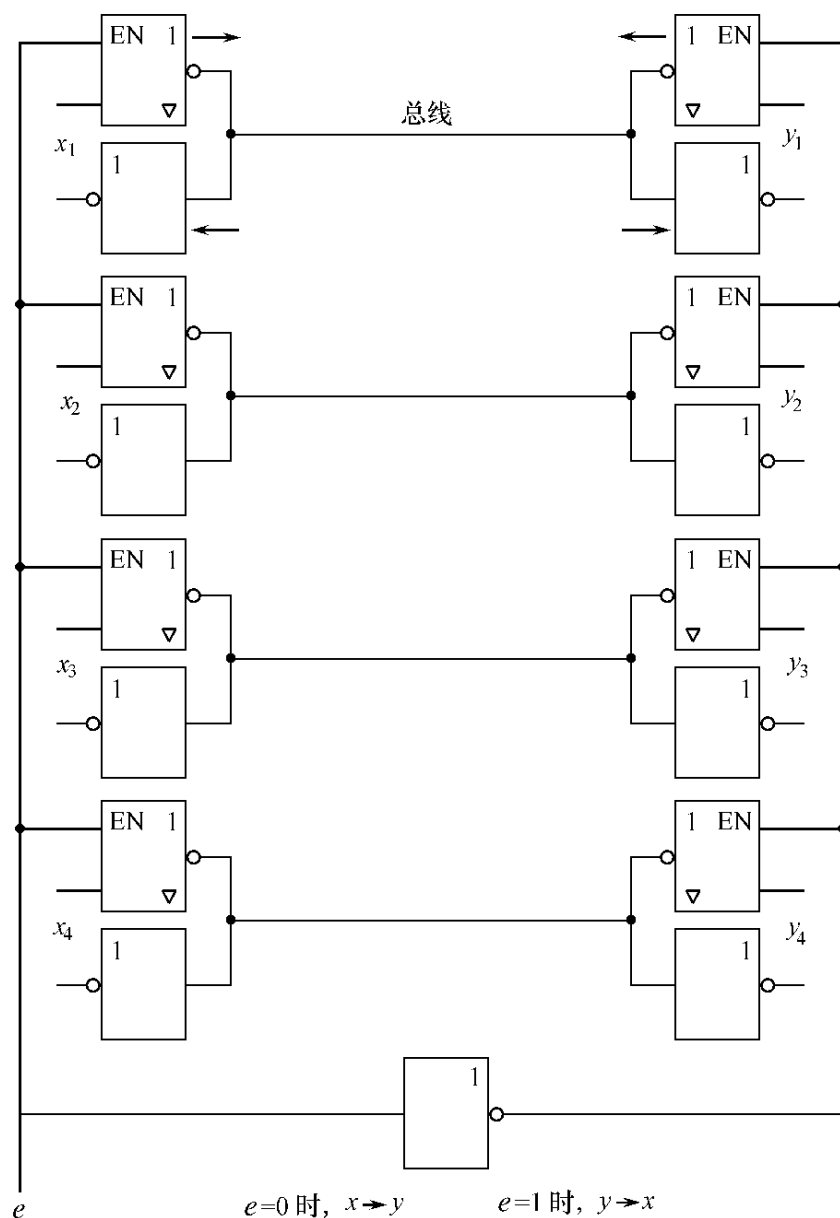 EN 1 → ← 1 EN
总线
x₁ y₁
1 1
← →
EN 1 1 EN
x₂ y₂
1 1
EN 1 1 EN
x₃ y₃
1 1
EN 1 1 EN
x₄ y₄
1 1
1
e e=0 时, x→y e=1 时, y→x